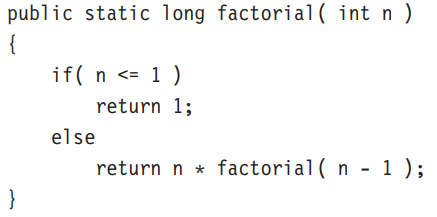 public static long factorial( int n )
{
    if( n <= 1 )
        return 1;
    else
        return n * factorial( n - 1 );
}